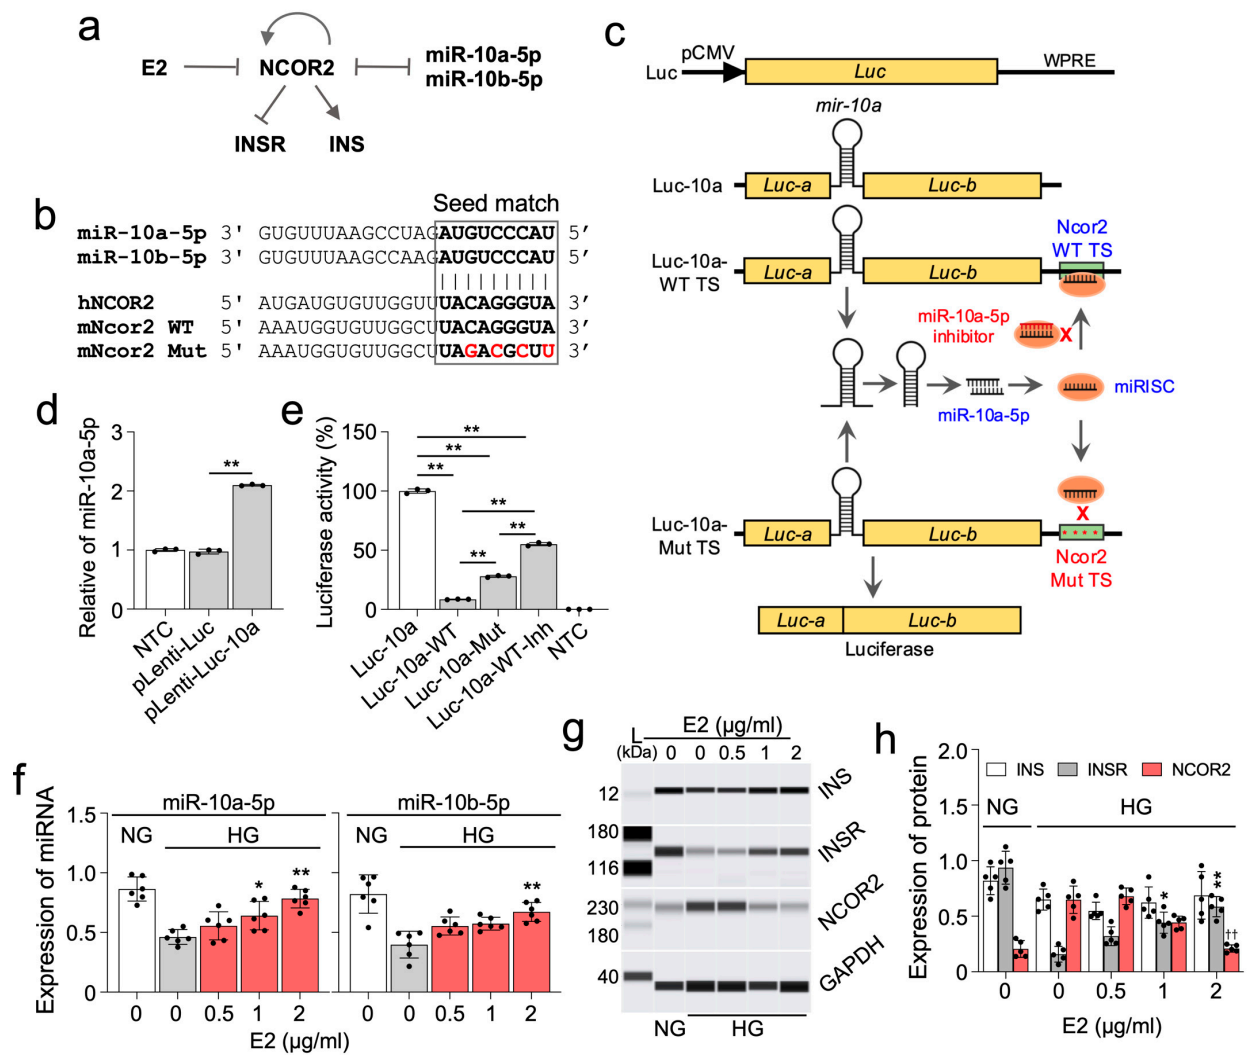 a
E2
NCOR2
miR-10a-5p
miR-10b-5p
INSR
INS
b
Seed match
miR-10a-5p 3' GUGUUUAAGCCUAGAUGUCCCAU 5'
miR-10b-5p 3' GUGUUUAAGCCAAGAUGUCCCAU 5'
hNCOR2 5' AUGAUGUGUUGGUUUACAGGGUA 3'
mNcor2 WT 5' AAAUGGUGUUGGCUUACAGGGUA 3'
mNcor2 Mut 5' AAAUGGUGUUGGCUUAGACGCUU 3'
c
pCMV
Luc
Luc
WPRE
mir-10a
Luc-10a
Luc-a
Luc-b
Ncor2
WT TS
Luc-10a-
WT TS
Luc-a
Luc-b
miR-10a-5p
inhibitor
X
miR-10a-5p
miRISC
X
Luc-10a-
Mut TS
Luc-a
Luc-b
* * * *
Ncor2
Mut TS
Luc-a
Luc-b
Luciferase
d
Relative of miR-10a-5p
3
2
1
0
**
NTC
pLenti-Luc
pLenti-Luc-10a
e
Luciferase activity (%)
150
100
50
0
**
**
**
**
**
**
Luc-10a
Luc-10a-WT
Luc-10a-Mut
Luc-10a-WT-Inh
NTC
f
Expression of miRNA
1.5
1.0
0.5
0
miR-10a-5p
miR-10b-5p
NG
HG
NG
HG
*
**
**
0 0 0.5 1 2 0 0 0.5 1 2
E2 (μg/ml)
g
E2 (μg/ml)
L
(kDa)
0 0 0.5 1 2
12
180
116
230
180
40
INS
INSR
NCOR2
GAPDH
NG
HG
h
Expression of protein
2.0
1.5
1.0
0.5
0
INS
INSR
NCOR2
NG
HG
*
**
††
0 0 0.5 1 2
E2 (μg/ml)